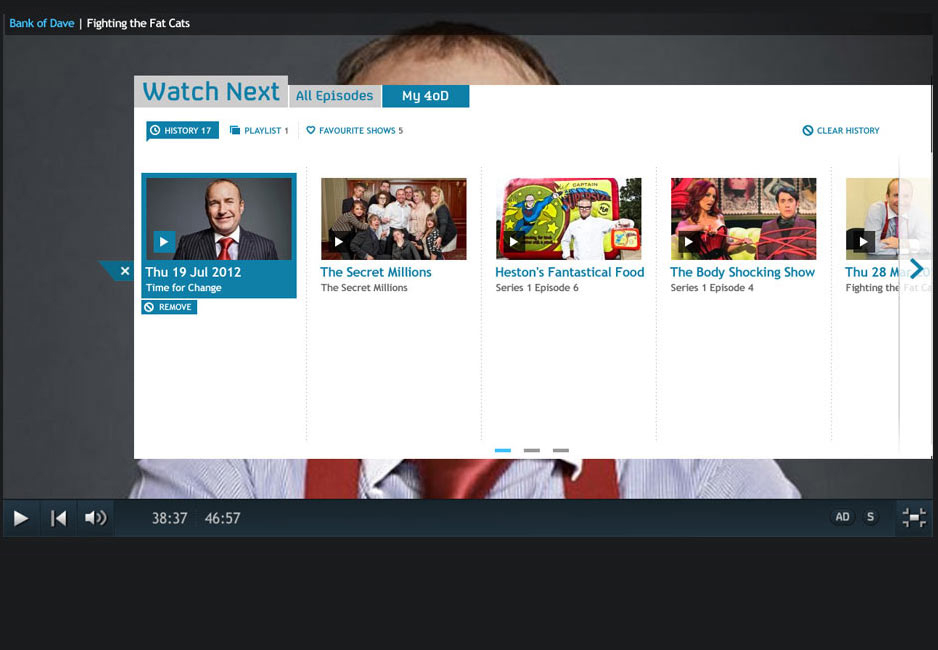 Bank of Dave | Fighting the Fat Cats
Watch Next
All Episodes
My 4oD
HISTORY 17
PLAYLIST 1
FAVOURITE SHOWS 5
CLEAR HISTORY
Thu 19 Jul 2012
Time for Change
REMOVE
The Secret Millions
The Secret Millions
CAPTAIN
Heston's Fantastical Food
Series 1 Episode 6
The Body Shocking Show
Series 1 Episode 4
Thu 28 Mar
Fighting the Fat Ca
38:37
46:57
AD
S